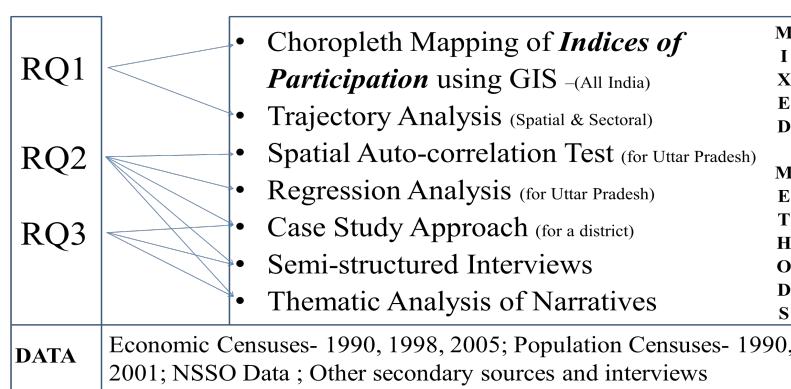 RQ1
RQ2
RQ3
• Choropleth Mapping of Indices of
Participation using GIS –(All India)
• Trajectory Analysis (Spatial & Sectoral)
• Spatial Auto-correlation Test (for Uttar Pradesh)
• Regression Analysis (for Uttar Pradesh)
• Case Study Approach (for a district)
• Semi-structured Interviews
• Thematic Analysis of Narratives
MIXED METHODS
DATA
Economic Censuses- 1990, 1998, 2005; Population Censuses- 1990,
2001; NSSO Data ; Other secondary sources and interviews